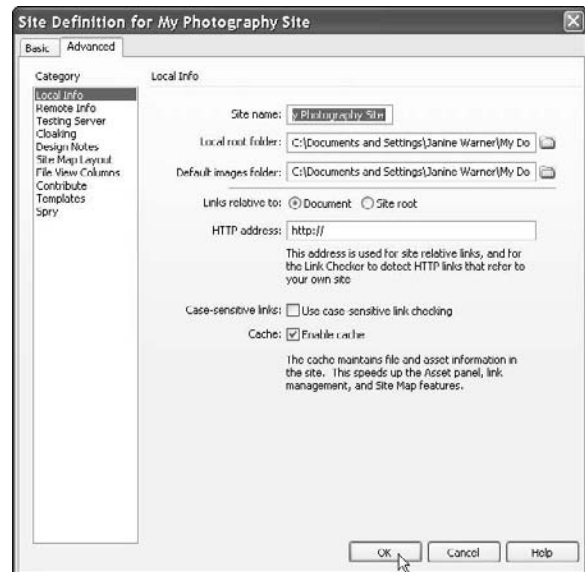 Site Definition for My Photography Site
Basic Advanced
Category
Local Info
Remote Info
Testing Server
Cloaking
Design Notes
Site Map Layout
File View Columns
Contribute
Templates
Spry
Local Info
Site name: y Photography Site
Local root folder: C:\Documents and Settings\Janine Warner\My Do
Default images folder: C:\Documents and Settings\Janine Warner\My Do
Links relative to: Document Site root
HTTP address: http://
This address is used for site relative links, and for
the Link Checker to detect HTTP links that refer to
your own site
Case-sensitive links: Use case-sensitive link checking
Cache: Enable cache
The cache maintains file and asset information in
the site. This speeds up the Asset panel, link
management, and Site Map features.
OK Cancel Help